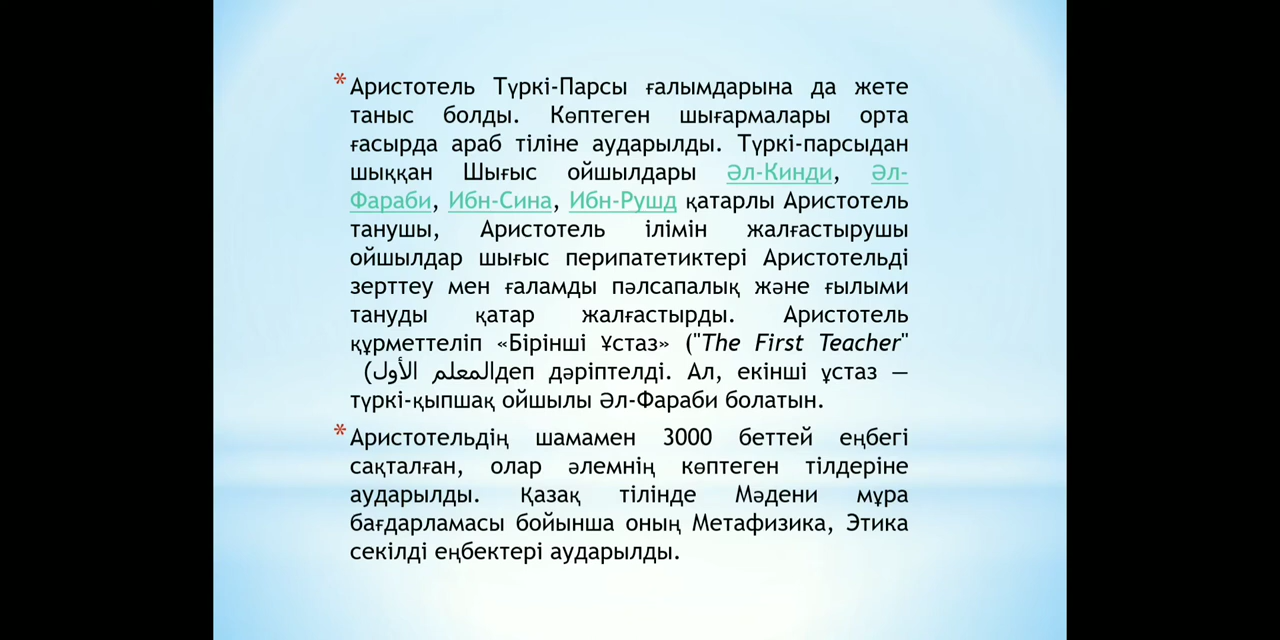 * Аристотель Түркі-Парсы ғалымдарына да жете
таныс болды. Көптеген шығармалары орта
ғасырда араб тіліне аударылды. Түркі-парсыдан
шыққан Шығыс ойшылдары Әл-Кинди, Әл-
Фараби, Ибн-Сина, Ибн-Рушд қатарлы Аристотель
танушы, Аристотель ілімін жалғастырушы
ойшылдар шығыс перипатетиктері Аристотельді
зерттеу мен ғаламды пәлсапалық және ғылыми
тануды қатар жалғастырды. Аристотель
құрметтеліп «Бірінші Ұстаз» ("The First Teacher"
(المعلم الأول деп дәріптелді. Ал, екінші ұстаз —
түркі-қыпшақ ойшылы Әл-Фараби болатын.
* Аристотельдің шамамен 3000 беттей еңбегі
сақталған, олар әлемнің көптеген тілдеріне
аударылды. Қазақ тілінде Мәдени мұра
бағдарламасы бойынша оның Метафизика, Этика
секілді еңбектері аударылды.